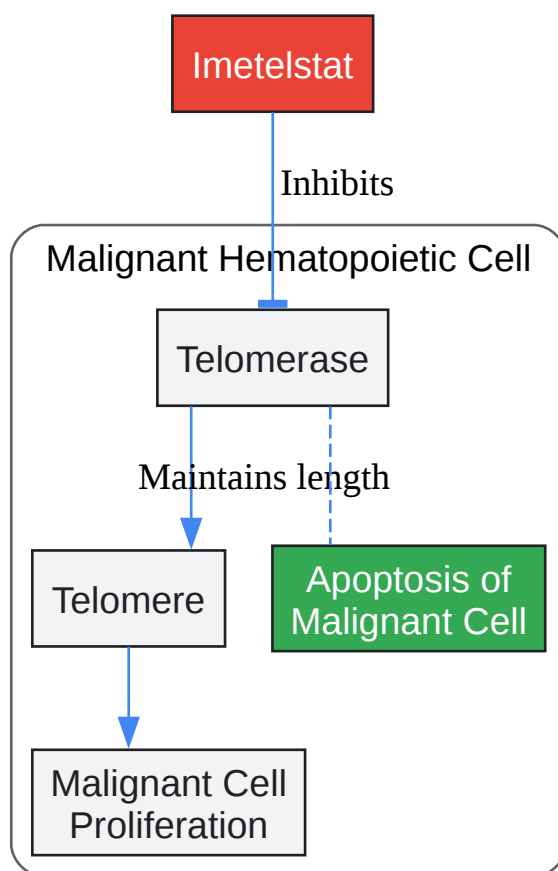 Imetelstat
Inhibits
Malignant Hematopoietic Cell
Telomerase
Maintains length
Telomere
Apoptosis of
Malignant Cell
Malignant Cell
Proliferation